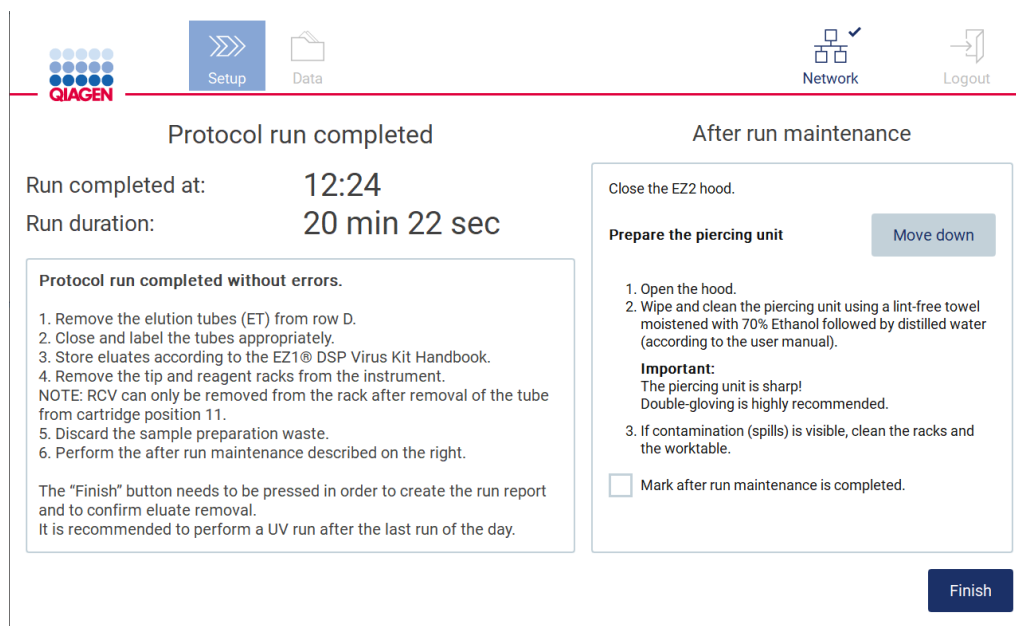 QIAGEN
Setup
Data
Network
Logout
Protocol run completed
Run completed at: 12:24
Run duration: 20 min 22 sec
Protocol run completed without errors.
1. Remove the elution tubes (ET) from row D.
2. Close and label the tubes appropriately.
3. Store eluates according to the EZ1® DSP Virus Kit Handbook.
4. Remove the tip and reagent racks from the instrument.
NOTE: RCV can only be removed from the rack after removal of the tube
from cartridge position 11.
5. Discard the sample preparation waste.
6. Perform the after run maintenance described on the right.
The “Finish” button needs to be pressed in order to create the run report
and to confirm eluate removal.
It is recommended to perform a UV run after the last run of the day.
After run maintenance
Close the EZ2 hood.
Prepare the piercing unit
Move down
1. Open the hood.
2. Wipe and clean the piercing unit using a lint-free towel
moistened with 70% Ethanol followed by distilled water
(according to the user manual).
Important:
The piercing unit is sharp!
Double-gloving is highly recommended.
3. If contamination (spills) is visible, clean the racks and
the worktable.
Mark after run maintenance is completed.
Finish